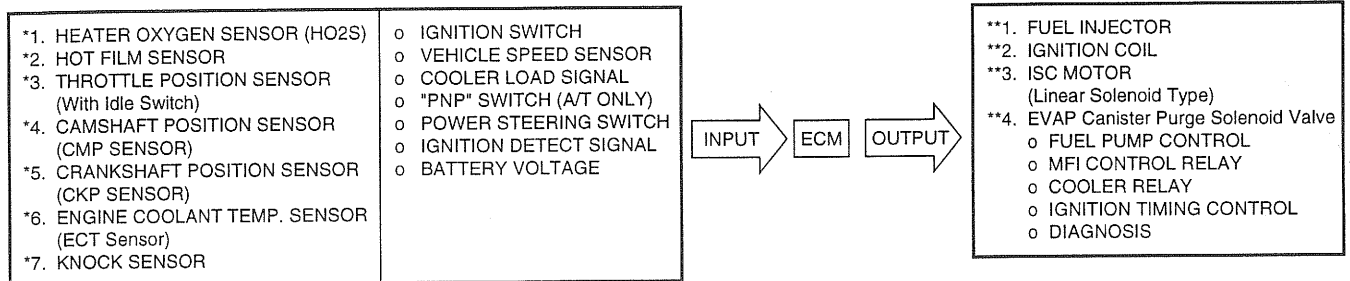 *1. HEATER OXYGEN SENSOR (HO2S)
*2. HOT FILM SENSOR
*3. THROTTLE POSITION SENSOR
(With Idle Switch)
*4. CAMSHAFT POSITION SENSOR
(CMP SENSOR)
*5. CRANKSHAFT POSITION SENSOR
(CKP SENSOR)
*6. ENGINE COOLANT TEMP. SENSOR
(ECT Sensor)
*7. KNOCK SENSOR
o IGNITION SWITCH
o VEHICLE SPEED SENSOR
o COOLER LOAD SIGNAL
o "PNP" SWITCH (A/T ONLY)
o POWER STEERING SWITCH
o IGNITION DETECT SIGNAL
o BATTERY VOLTAGE
INPUT
ECM
OUTPUT
**1. FUEL INJECTOR
**2. IGNITION COIL
**3. ISC MOTOR
(Linear Solenoid Type)
**4. EVAP Canister Purge Solenoid Valve
o FUEL PUMP CONTROL
o MFI CONTROL RELAY
o COOLER RELAY
o IGNITION TIMING CONTROL
o DIAGNOSIS